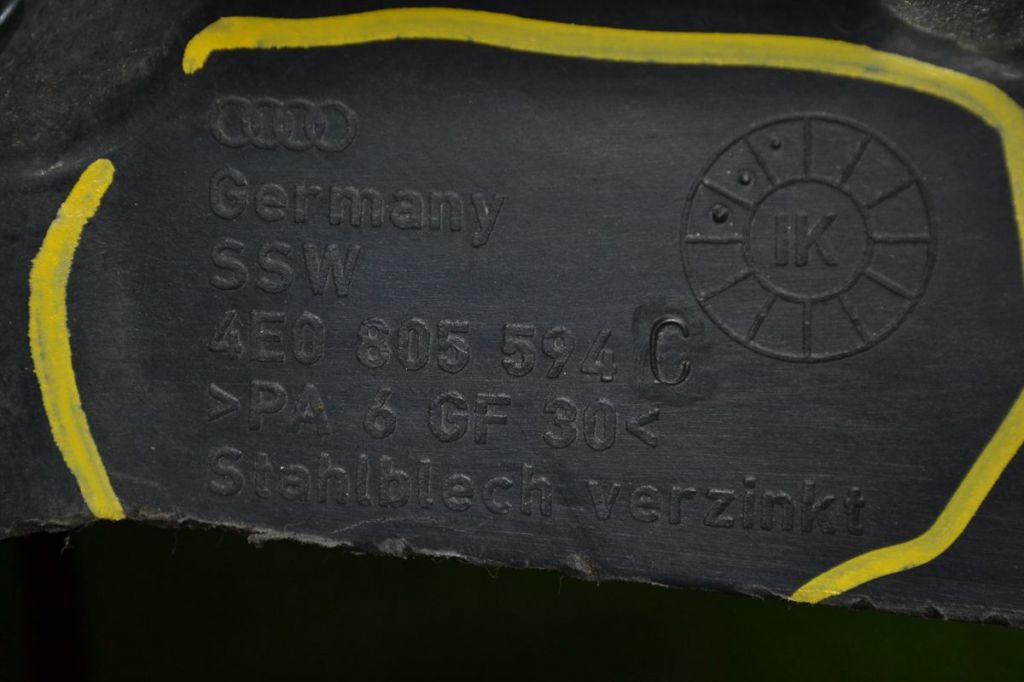 Germany
SSW
4E0 805 594 C
>PA 6 GF 30<
Stahlblech verzinkt
IK